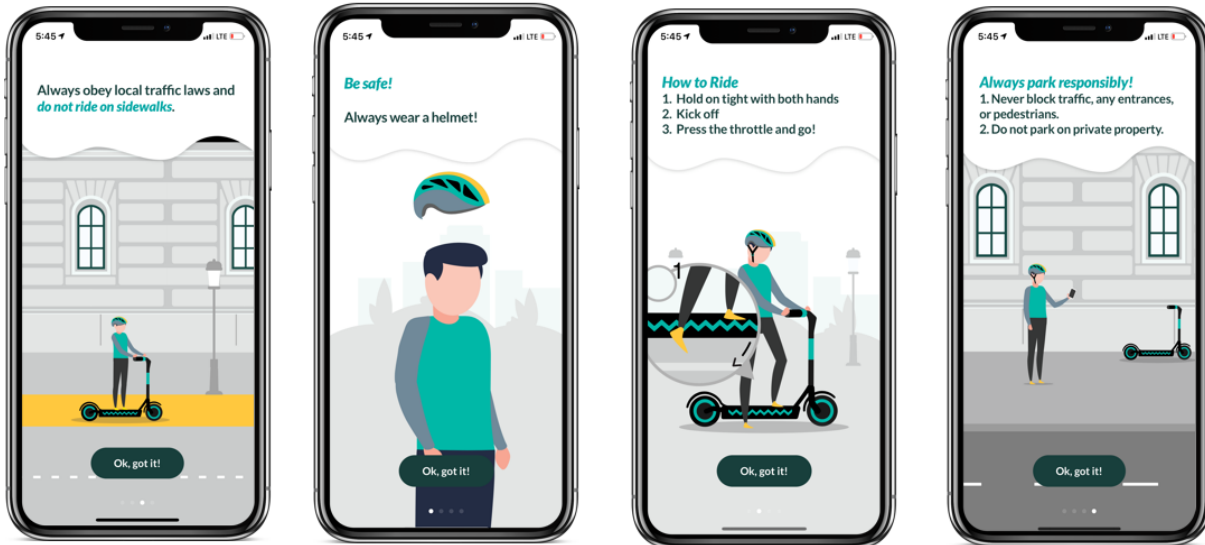 5:45
LTE
Always obey local traffic laws and
do not ride on sidewalks.
Ok, got it!
5:45
LTE
Be safe!
Always wear a helmet!
Ok, got it!
5:45
LTE
How to Ride
1. Hold on tight with both hands
2. Kick off
3. Press the throttle and go!
1
Ok, got it!
5:45
LTE
Always park responsibly!
1. Never block traffic, any entrances,
or pedestrians.
2. Do not park on private property.
Ok, got it!